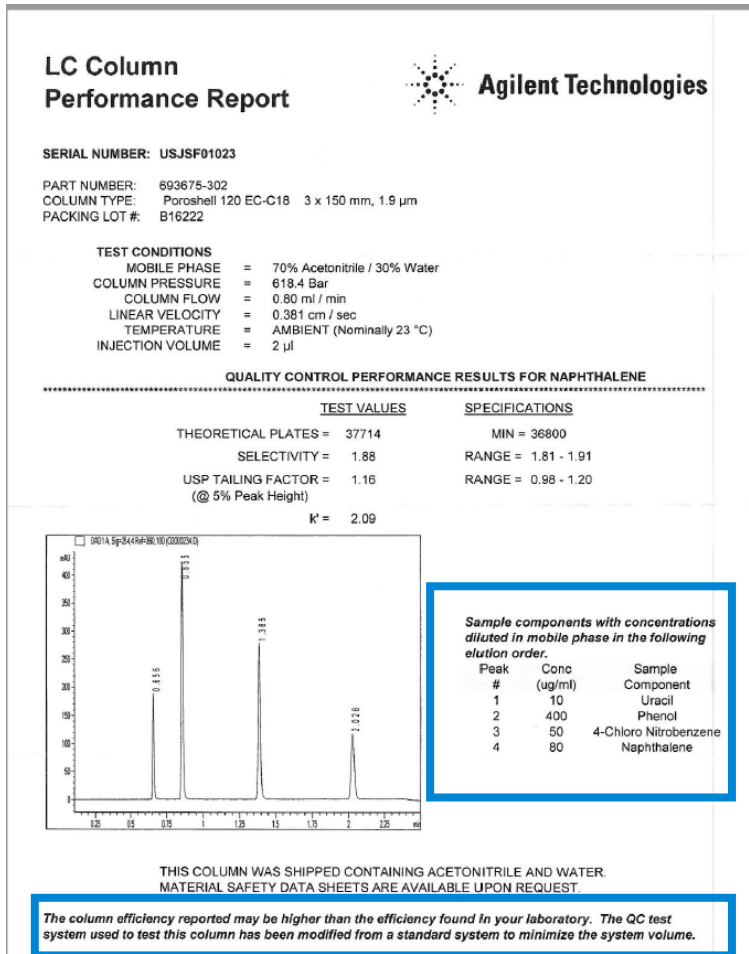 LC Column
Performance Report
Agilent Technologies
SERIAL NUMBER: USJSF01023
PART NUMBER: 693675-302
COLUMN TYPE: Poroshell 120 EC-C18 3 x 150 mm, 1.9 µm
PACKING LOT #: B16222
TEST CONDITIONS
MOBILE PHASE = 70% Acetonitrile / 30% Water
COLUMN PRESSURE = 618.4 Bar
COLUMN FLOW = 0.80 ml / min
LINEAR VELOCITY = 0.381 cm / sec
TEMPERATURE = AMBIENT (Nominally 23 °C)
INJECTION VOLUME = 2 µl
QUALITY CONTROL PERFORMANCE RESULTS FOR NAPHTHALENE
TEST VALUES SPECIFICATIONS
THEORETICAL PLATES = 37714 MIN = 36800
SELECTIVITY = 1.88 RANGE = 1.81 - 1.91
USP TAILING FACTOR = 1.16 RANGE = 0.98 - 1.20
(@ 5% Peak Height)
k' = 2.09
mAU
400
350
300
250
200
150
100
50
0
0.656
0.855
1.385
2.028
0.25 0.5 0.75 1 1.25 1.5 1.75 2 2.25 min
Sample components with concentrations
diluted in mobile phase in the following
elution order.
Peak Conc Sample
# (ug/ml) Component
1 10 Uracil
2 400 Phenol
3 50 4-Chloro Nitrobenzene
4 80 Naphthalene
THIS COLUMN WAS SHIPPED CONTAINING ACETONITRILE AND WATER.
MATERIAL SAFETY DATA SHEETS ARE AVAILABLE UPON REQUEST.
The column efficiency reported may be higher than the efficiency found in your laboratory. The QC test
system used to test this column has been modified from a standard system to minimize the system volume.